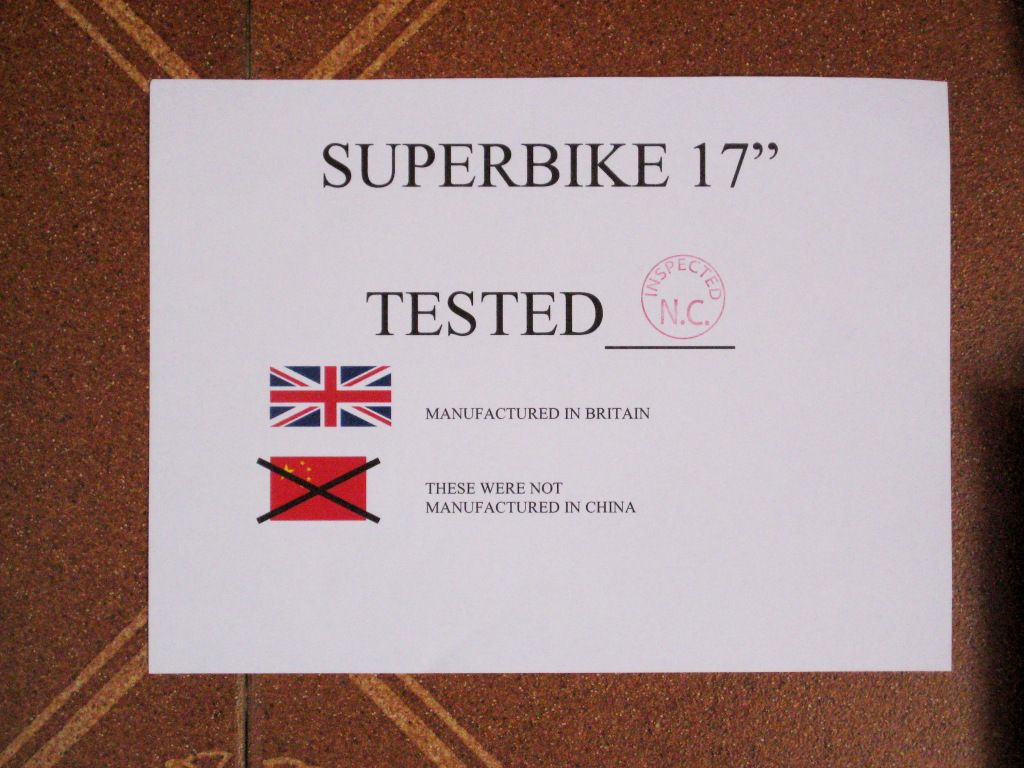 SUPERBIKE 17”
TESTED
INSPECTED
N.C.
MANUFACTURED IN BRITAIN
THESE WERE NOT
MANUFACTURED IN CHINA